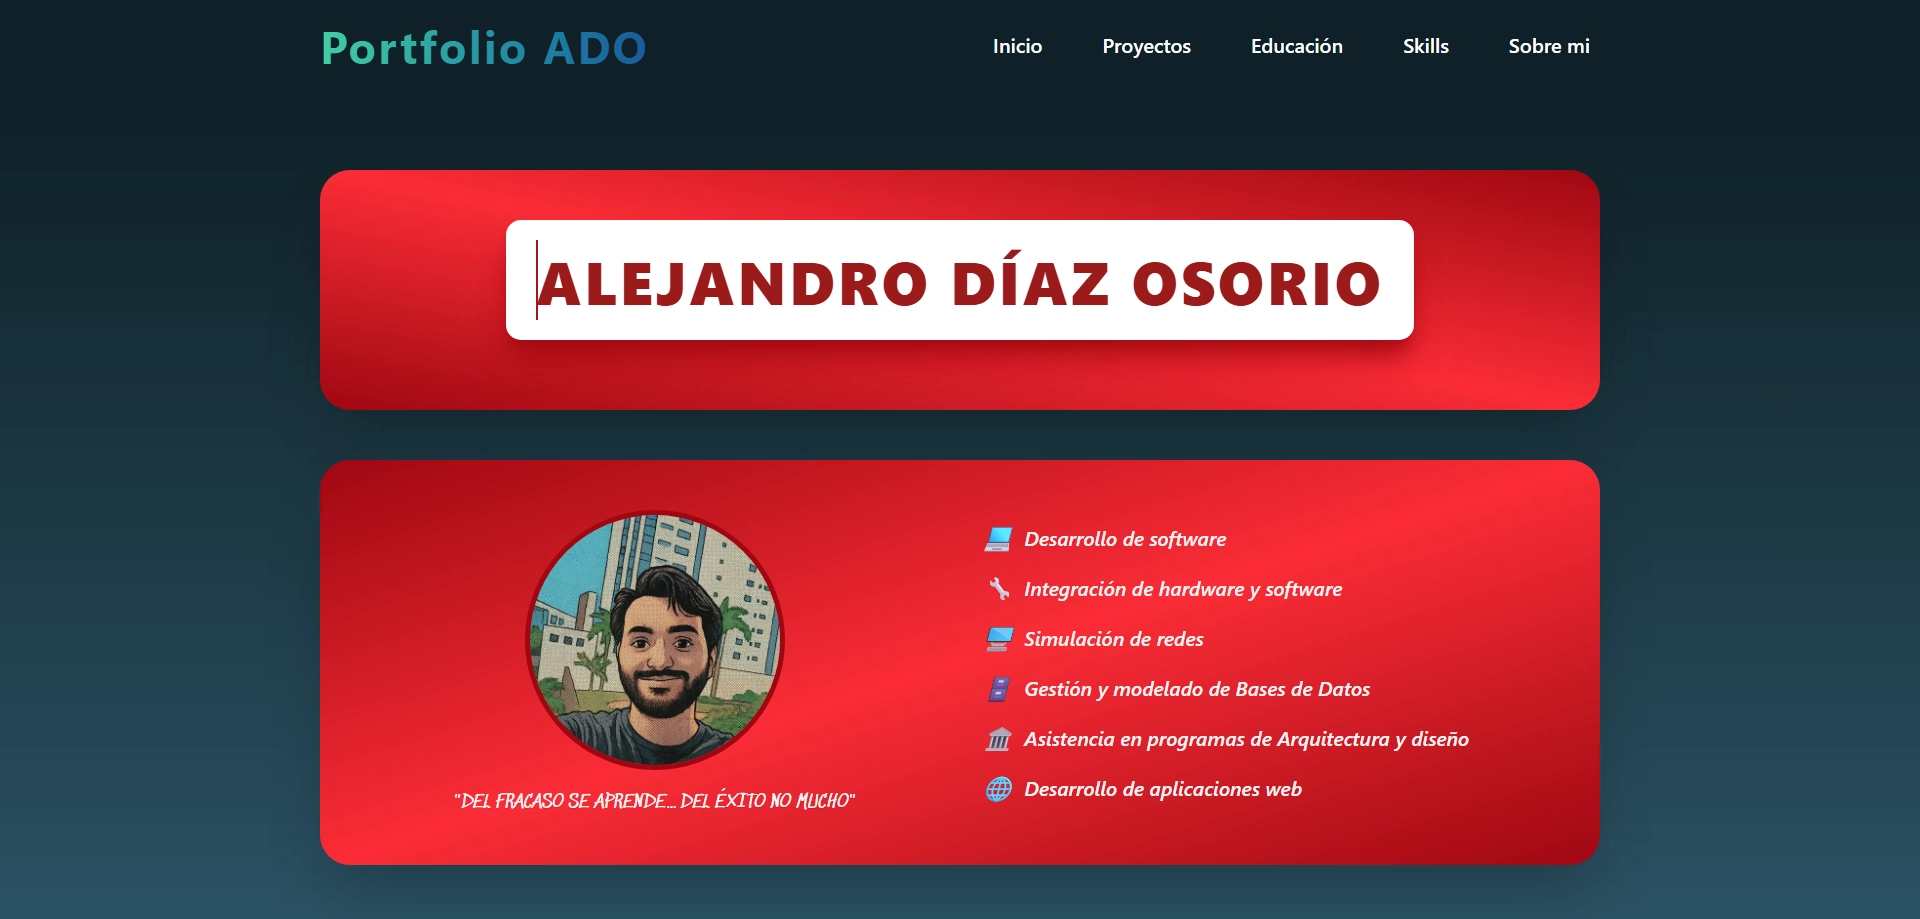 Portfolio ADO
Inicio
Proyectos
Educación
Skills
Sobre mi
ALEJANDRO DÍAZ OSORIO
"DEL FRACASO SE APRENDE... DEL ÉXITO NO MUCHO"
Desarrollo de software
Integración de hardware y software
Simulación de redes
Gestión y modelado de Bases de Datos
Asistencia en programas de Arquitectura y diseño
Desarrollo de aplicaciones web